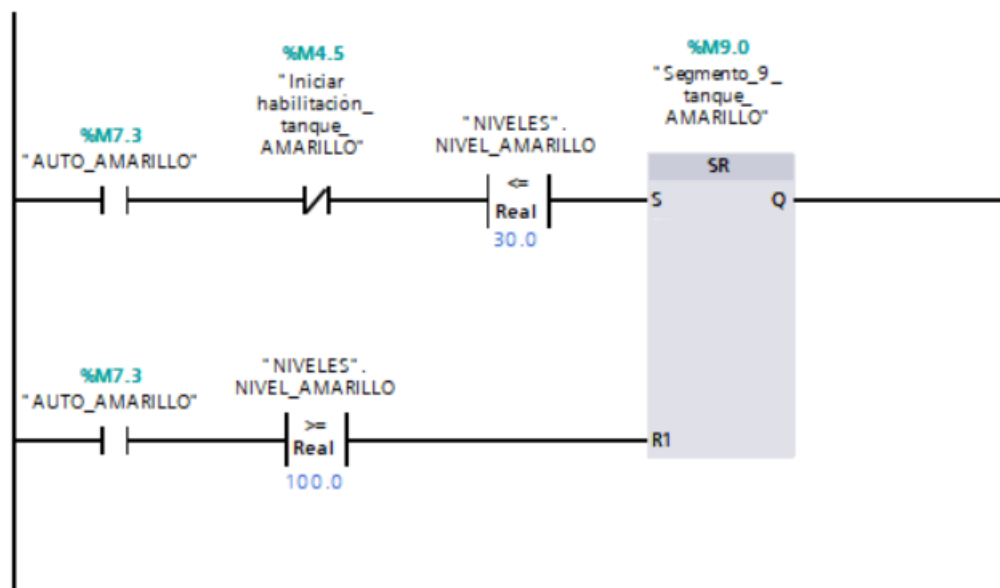 %M4.5
"Iniciar
habilitación_
tanque_
AMARILLO"
%M9.0
"Segmento_9_
tanque_
AMARILLO"
%M7.3
"AUTO_AMARILLO"
"NIVELES".
NIVEL_AMARILLO
<=
Real
30.0
SR
S
Q
%M7.3
"AUTO_AMARILLO"
"NIVELES".
NIVEL_AMARILLO
>=
Real
100.0
R1